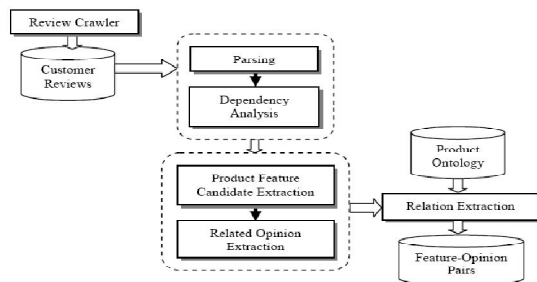 Review Crawler
Customer
Reviews
Parsing
Dependency
Analysis
Product Feature
Candidate Extraction
Related Opinion
Extraction
Product
Ontology
Relation Extraction
Feature-Opinion
Pairs